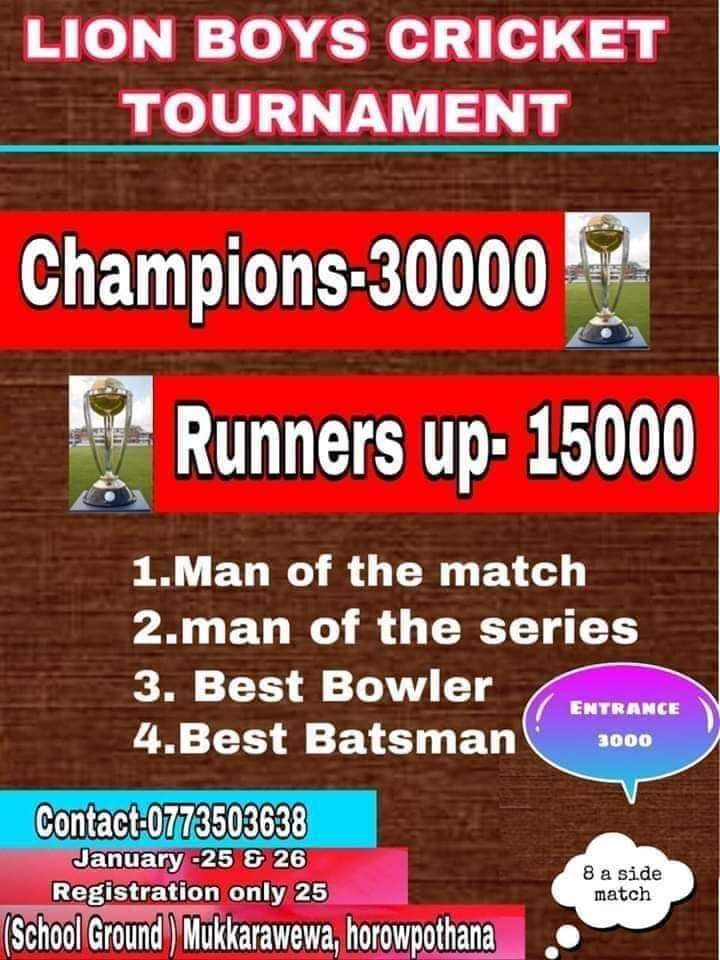 LION BOYS CRICKET
TOURNAMENT
Champions-30000
Runners up- 15000
1.Man of the match
2.man of the series
3. Best Bowler
4.Best Batsman
ENTRANCE
3000
Contact-0773503638
January -25 & 26
Registration only 25
(School Ground ) Mukkarawewa, horowpothana
8 a side
match